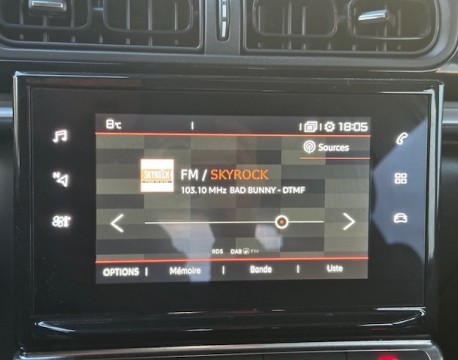 8°C 18:05
Sources
SKYROCK
FM / SKYROCK
103.10 MHz BAD BUNNY - DTMF
N
RDS DAB FM
OPTIONS Mémoire Bande Liste